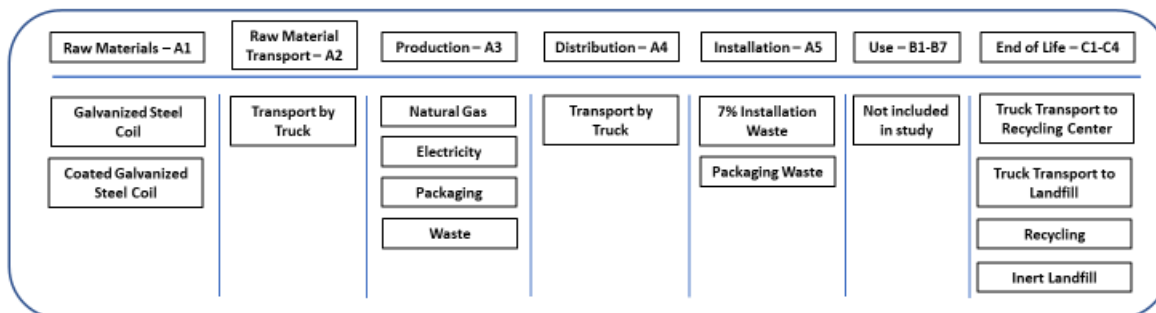 Raw Materials – A1
Raw Material
Transport – A2
Production – A3
Distribution – A4
Installation – A5
Use – B1-B7
End of Life – C1-C4
Galvanized Steel
Coil
Coated Galvanized
Steel Coil
Transport by
Truck
Natural Gas
Electricity
Packaging
Waste
Transport by
Truck
7% Installation
Waste
Packaging Waste
Not included
in study
Truck Transport to
Recycling Center
Truck Transport to
Landfill
Recycling
Inert Landfill